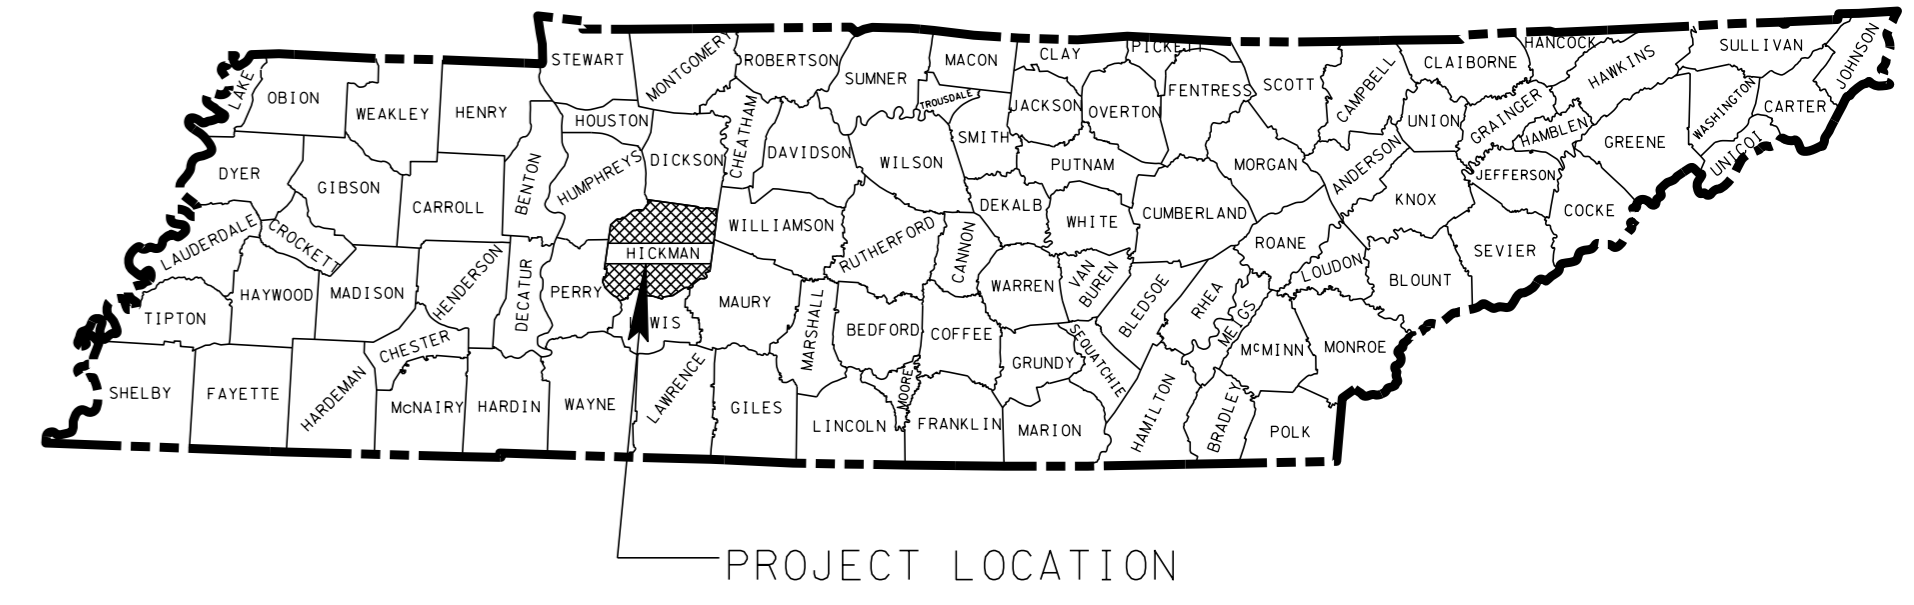 STEWART
MONTGOMERY
ROBERTSON
SUMNER
MACON
TROUSDALE
CLAY
PICKETT
JACKSON
OVERTON
FENTRESS
SCOTT
CAMPBELL
CLAIBORNE
HANCOCK
HAWKINS
SULLIVAN
JOHNSON
LAKE
OBION
WEAKLEY
HENRY
HOUSTON
CHEATHAM
SMITH
UNION
GRAINGER
HAMBLEN
GREENE
WASHINGTON
CARTER
UNICOI
DYER
GIBSON
CARROLL
BENTON
HUMPHREYS
DICKSON
DAVIDSON
WILSON
PUTNAM
MORGAN
ANDERSON
JEFFERSON
COCKE
KNOX
LAUDERDALE
CROCKETT
HICKMAN
WILLIAMSON
RUTHERFORD
CANNON
DEKALB
WHITE
CUMBERLAND
ROANE
LOUDON
BLOUNT
SEVIER
TIPTON
HAYWOOD
MADISON
HENDERSON
DECATUR
PERRY
WIS
MAURY
MARSHALL
BEDFORD
COFFEE
WARREN
VAN
BUREN
BLEDSOE
RHEA
MEIGS
McMINN
MONROE
SHELBY
FAYETTE
HARDEMAN
CHESTER
McNAIRY
HARDIN
WAYNE
LAWRENCE
GILES
LINCOLN
MOORE
FRANKLIN
GRUNDY
SEQUATCHIE
MARION
HAMILTON
BRADLEY
POLK
PROJECT LOCATION